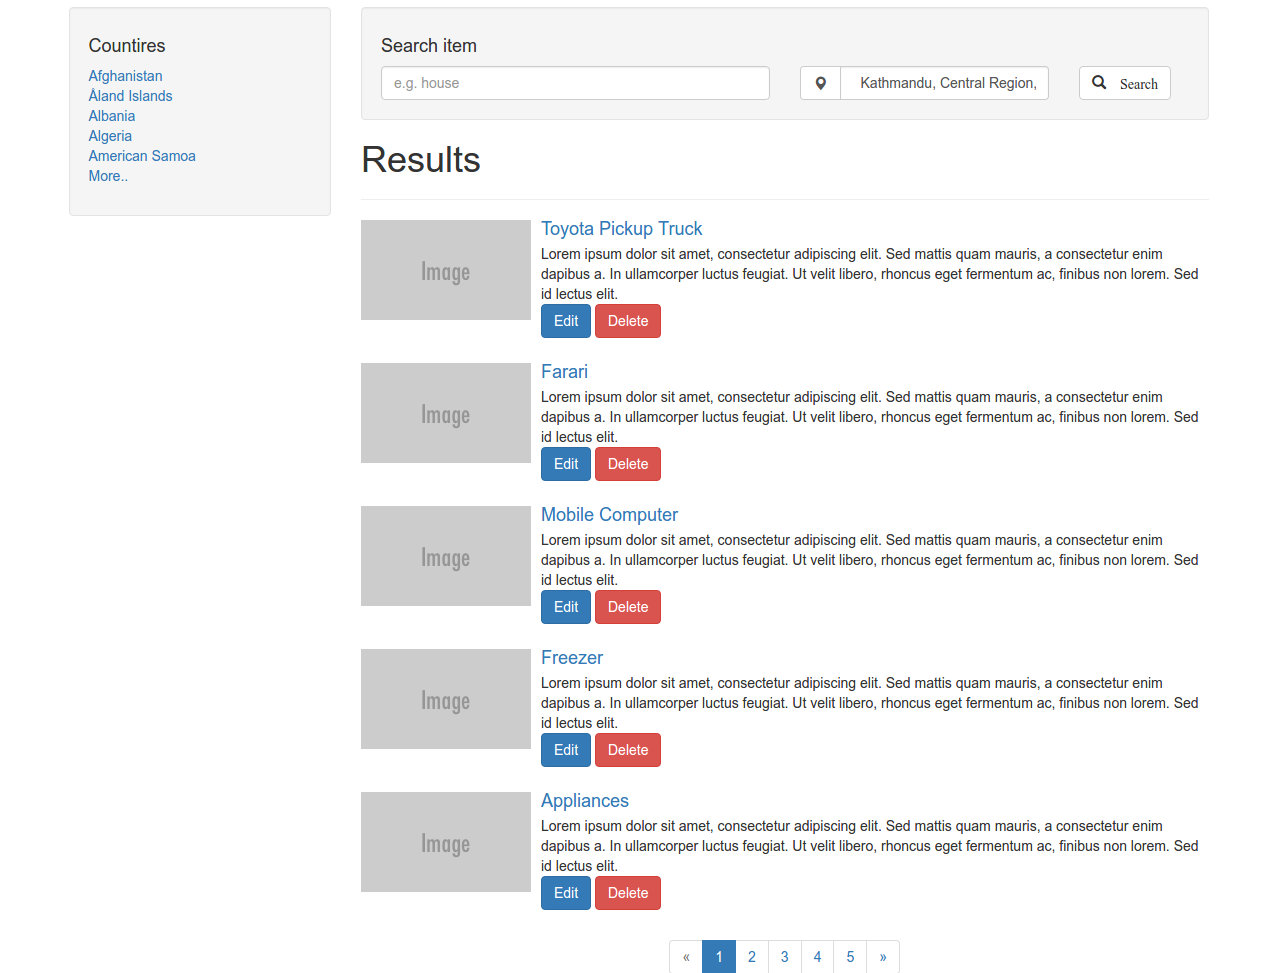 Countires
Afghanistan
Åland Islands
Albania
Algeria
American Samoa
More..
Search item
e.g. house
Kathmandu, Central Region,
Search
Results
Image
Toyota Pickup Truck
Lorem ipsum dolor sit amet, consectetur adipiscing elit. Sed mattis quam mauris, a consectetur enim
dapibus a. In ullamcorper luctus feugiat. Ut velit libero, rhoncus eget fermentum ac, finibus non lorem. Sed
id lectus elit.
Edit Delete
Image
Farari
Lorem ipsum dolor sit amet, consectetur adipiscing elit. Sed mattis quam mauris, a consectetur enim
dapibus a. In ullamcorper luctus feugiat. Ut velit libero, rhoncus eget fermentum ac, finibus non lorem. Sed
id lectus elit.
Edit Delete
Image
Mobile Computer
Lorem ipsum dolor sit amet, consectetur adipiscing elit. Sed mattis quam mauris, a consectetur enim
dapibus a. In ullamcorper luctus feugiat. Ut velit libero, rhoncus eget fermentum ac, finibus non lorem. Sed
id lectus elit.
Edit Delete
Image
Freezer
Lorem ipsum dolor sit amet, consectetur adipiscing elit. Sed mattis quam mauris, a consectetur enim
dapibus a. In ullamcorper luctus feugiat. Ut velit libero, rhoncus eget fermentum ac, finibus non lorem. Sed
id lectus elit.
Edit Delete
Image
Appliances
Lorem ipsum dolor sit amet, consectetur adipiscing elit. Sed mattis quam mauris, a consectetur enim
dapibus a. In ullamcorper luctus feugiat. Ut velit libero, rhoncus eget fermentum ac, finibus non lorem. Sed
id lectus elit.
Edit Delete
« 1 2 3 4 5 »